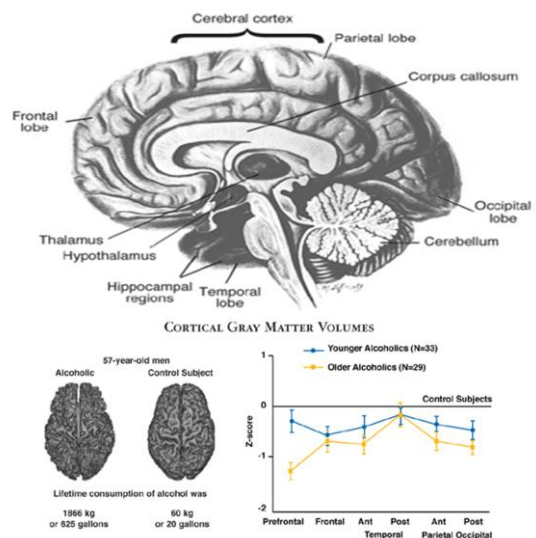 Cerebral cortex
Parietal lobe
Corpus callosum
Frontal
lobe
Occipital
lobe
Thalamus
Hypothalamus
Cerebellum
Hippocampal
regions
Temporal
lobe
CORTICAL GRAY MATTER VOLUMES
57-year-old men
Alcoholic
Control Subject
Lifetime consumption of alcohol was
1866 kg
or 625 gallons
60 kg
or 20 gallons
Younger Alcoholics (N=33)
Older Alcoholics (N=29)
Control Subjects
Z-score
1
0
-1
-2
Prefrontal
Frontal
Ant
Post
Ant
Post
Temporal
Parietal Occipital